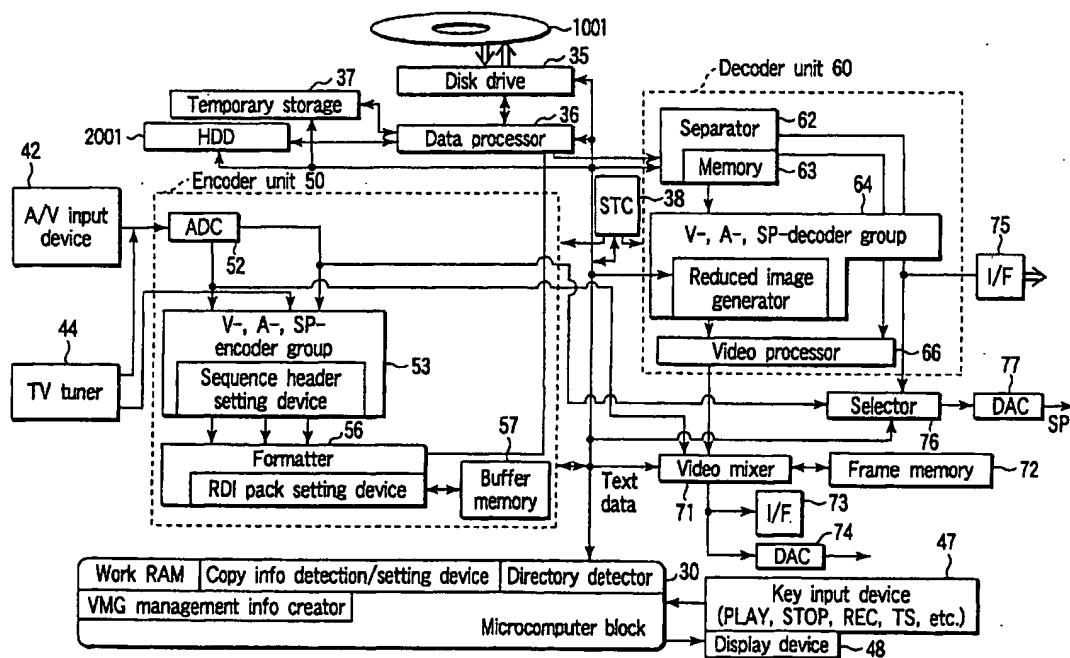 1001
35
Disk drive
37
Temporary storage
36
2001
HDD
Data processor
Decoder unit 60
Separator
62
Memory
63
42
A/V input
device
Encoder unit 50
ADC
52
STC
38
64
V-, A-, SP-decoder group
Reduced image
generator
75
I/F
44
TV tuner
V-, A-, SP-
encoder group
Sequence header
setting device
53
Video processor
66
77
Selector
76
DAC
SP
56
Formatter
RDI pack setting device
57
Buffer
memory
Text
data
Video mixer
71
Frame memory
72
73
I/F
74
DAC
Work RAM
Copy info detection/setting device
Directory detector
30
VMG management info creator
Microcomputer block
47
Key input device
(PLAY, STOP, REC, TS, etc.)
Display device
48